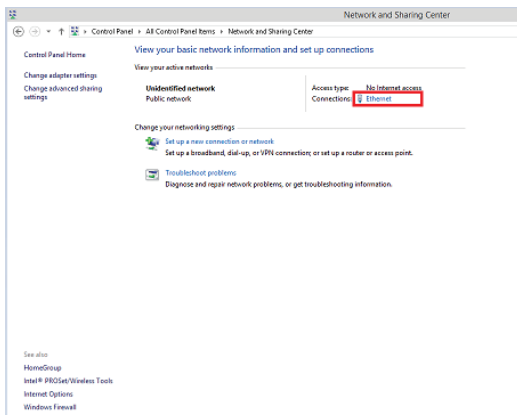 Network and Sharing Center
Control Panel › All Control Panel Items › Network and Sharing Center
Control Panel Home
Change adapter settings
Change advanced sharing
settings
View your basic network information and set up connections
View your active networks
Unidentified network
Public network
Access type: No Internet access
Connections: Ethernet
Change your networking settings
Set up a new connection or network
Set up a broadband, dial-up, or VPN connection; or set up a router or access point.
Troubleshoot problems
Diagnose and repair network problems, or get troubleshooting information.
See also
HomeGroup
Intel® PROSet/Wireless Tools
Internet Options
Windows Firewall